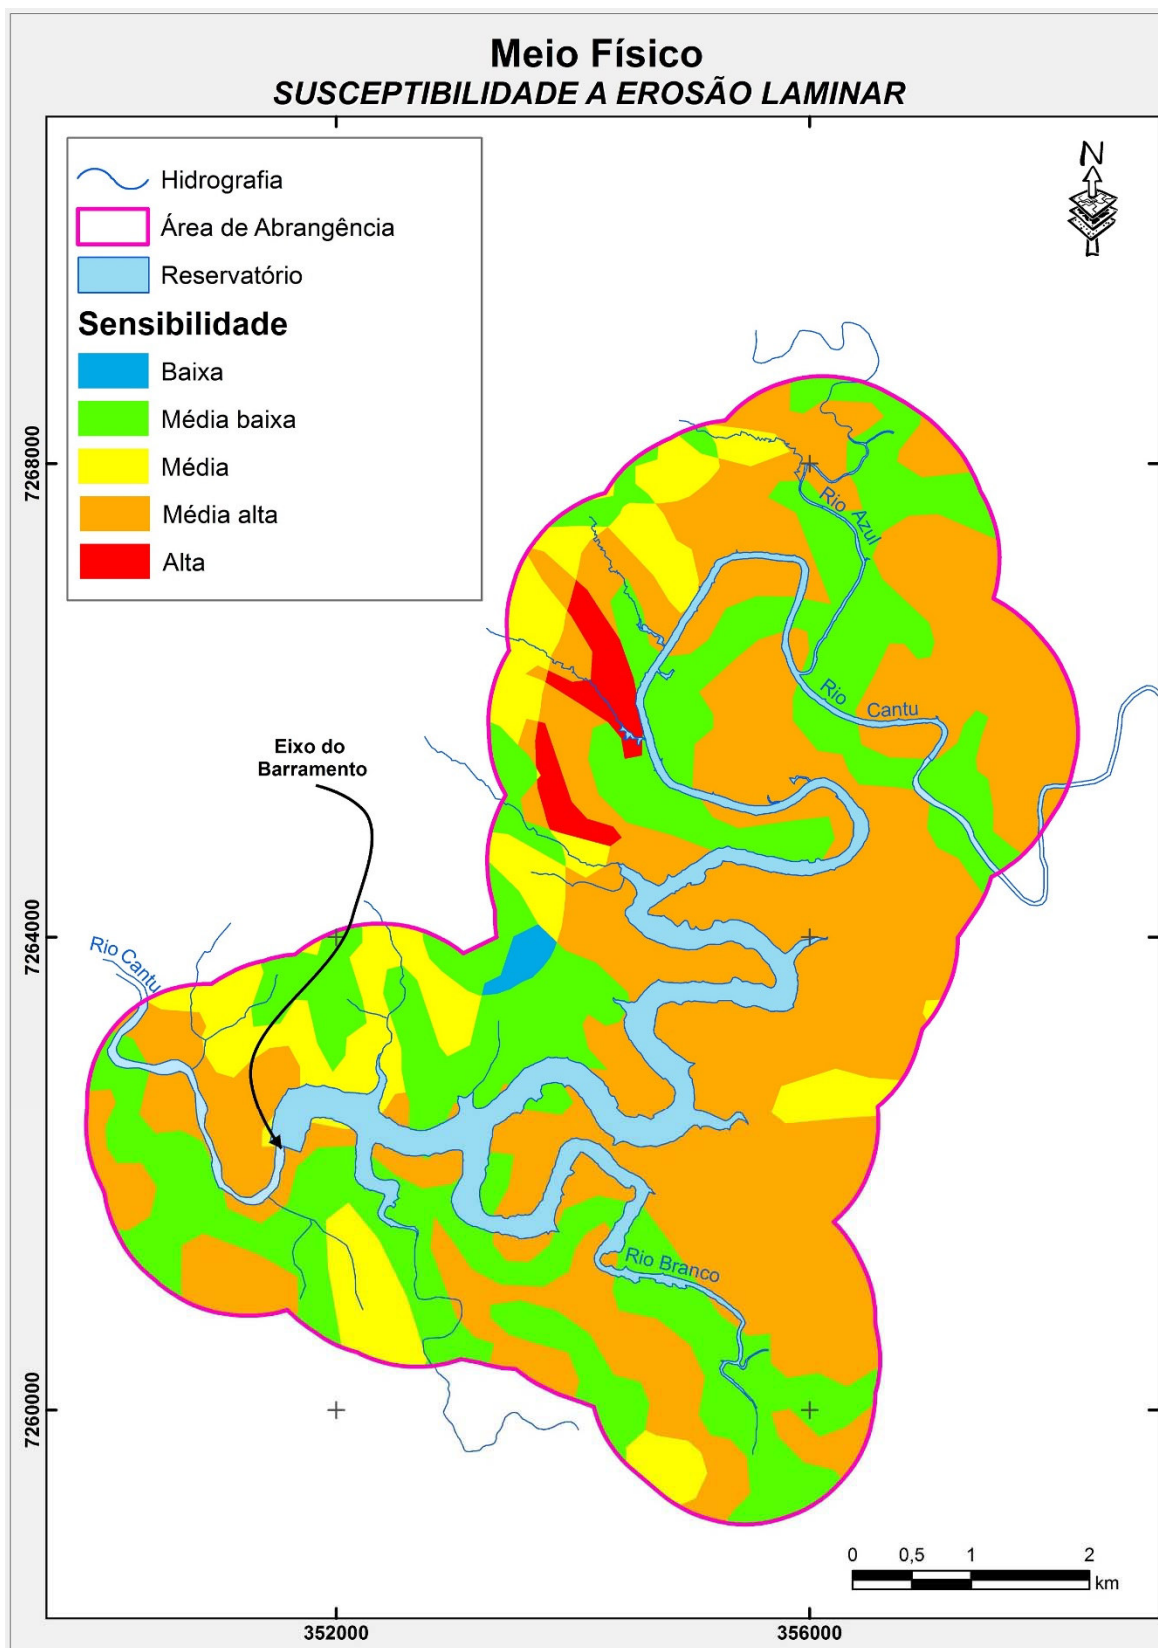 Meio Físico
SUSCEPTIBILIDADE A EROSÃO LAMINAR
Hidrografia
Área de Abrangência
Reservatório
Sensibilidade
Baixa
Média baixa
Média
Média alta
Alta
N
7268000
Rio Azul
Rio Cantu
Eixo do
Barramento
7264000
Rio Cantu
Rio Branco
7260000
0 0,5 1 2
km
352000 356000